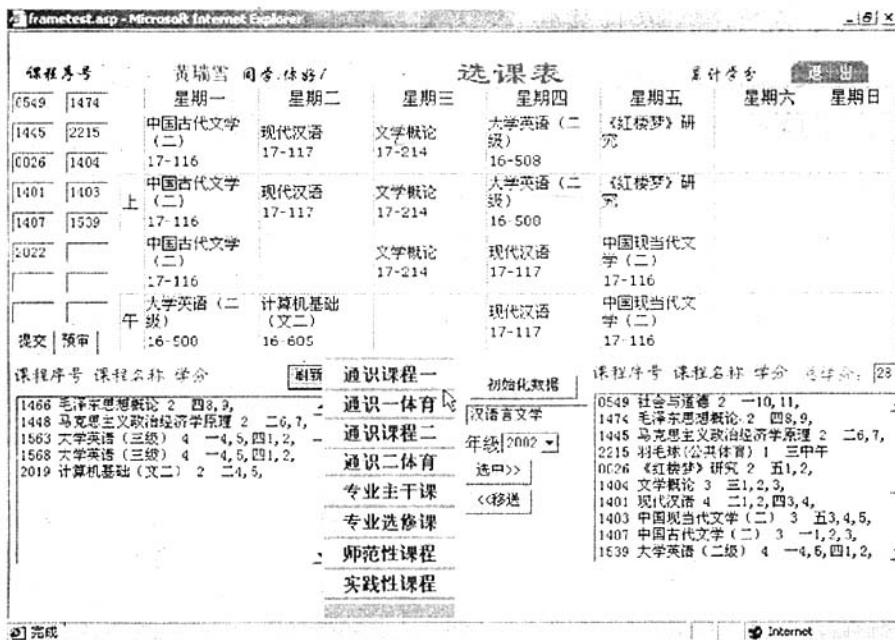 frametest.asp - Microsoft Internet Explorer
课程序号 黄瑞雪 同学.你好! 选课表 累计学分 退出
星期一 星期二 星期三 星期四 星期五 星期六 星期日
0549 1474
1445 2215
0026 1404
1401 1403
1407 1539
2022
提交 预审
上
午
中国古代文学（二） 17-116
现代汉语 17-117
文学概论 17-214
大学英语（二级） 16-508
《红楼梦》研究
中国古代文学（二） 17-116
现代汉语 17-117
文学概论 17-214
大学英语（二级） 16-508
《红楼梦》研究
中国古代文学（二） 17-116
文学概论 17-214
现代汉语 17-117
中国现当代文学（二） 17-116
大学英语（二级） 16-500
计算机基础（文二） 16-605
现代汉语 17-117
中国现当代文学（二） 17-116
课程序号 课程名称 学分 刷新
1466 毛泽东思想概论 2 四8,9,
1448 马克思主义政治经济学原理 2 二6,7,
1563 大学英语（三级） 4 一4,5,四1,2,
1568 大学英语（三级） 4 一4,5,四1,2,
2019 计算机基础（文二） 2 二4,5,
通识课程一
通识一体育
通识课程二
通识二体育
专业主干课
专业选修课
师范性课程
实践性课程
初始化数据
汉语言文学
年级 2002
选中>>
<<移送
课程序号 课程名称 学分 28
0549 社会与道德 2 一10,11,
1474 毛泽东思想概论 2 四8,9,
1445 马克思主义政治经济学原理 2 二6,7,
2215 羽毛球(公共体育) 1 三中午
0026 《红楼梦》研究 2 五1,2,
1404 文学概论 3 三1,2,3,
1401 现代汉语 4 二1,2,四3,4,
1403 中国现当代文学（二） 3 五3,4,5,
1407 中国古代文学（二） 3 一1,2,3,
1539 大学英语（二级） 4 一4,5,四1,2,
完成
Internet